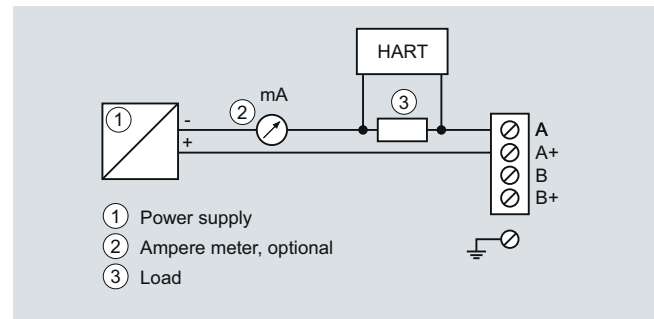 HART
mA
1
2
3
-
+
A
A+
B
B+
1 Power supply
2 Ampere meter, optional
3 Load